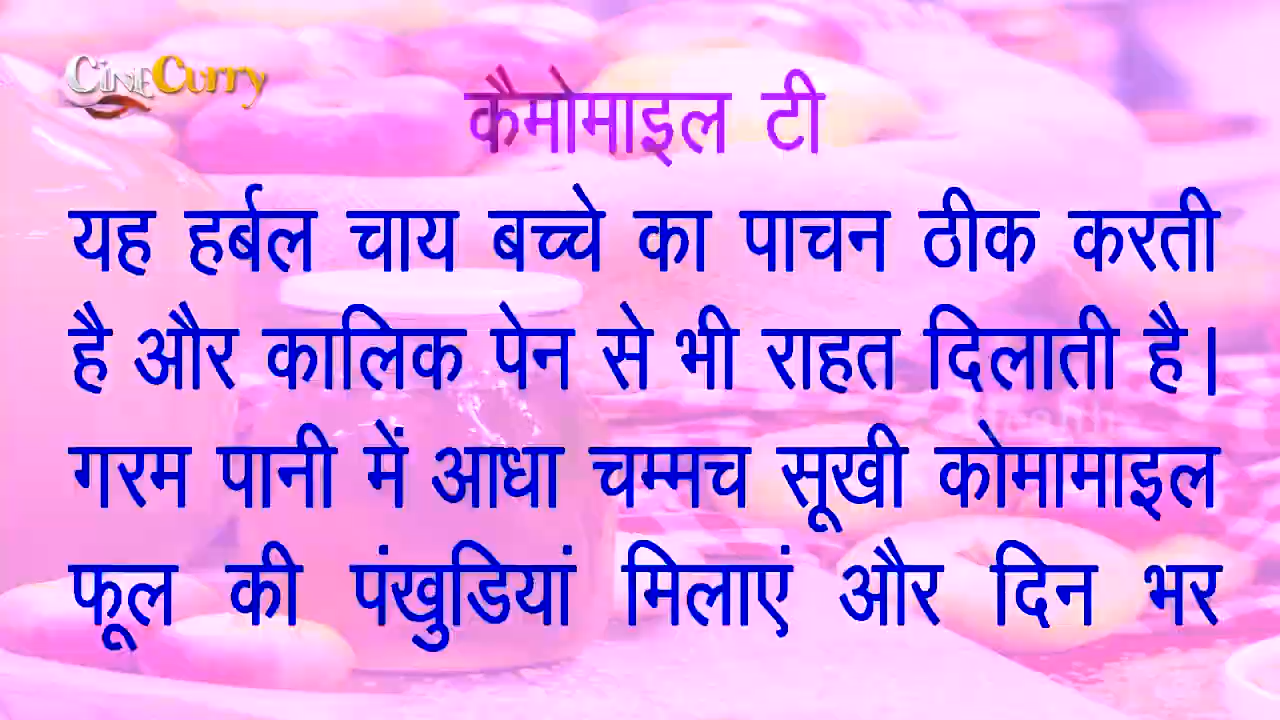 CineCurry
कैमोमाइल टी
यह हर्बल चाय बच्चे का पाचन ठीक करती
है और कालिक पेन से भी राहत दिलाती है।
गरम पानी में आधा चम्मच सूखी कोमामाइल
फूल की पंखुडियां मिलाएं और दिन भर